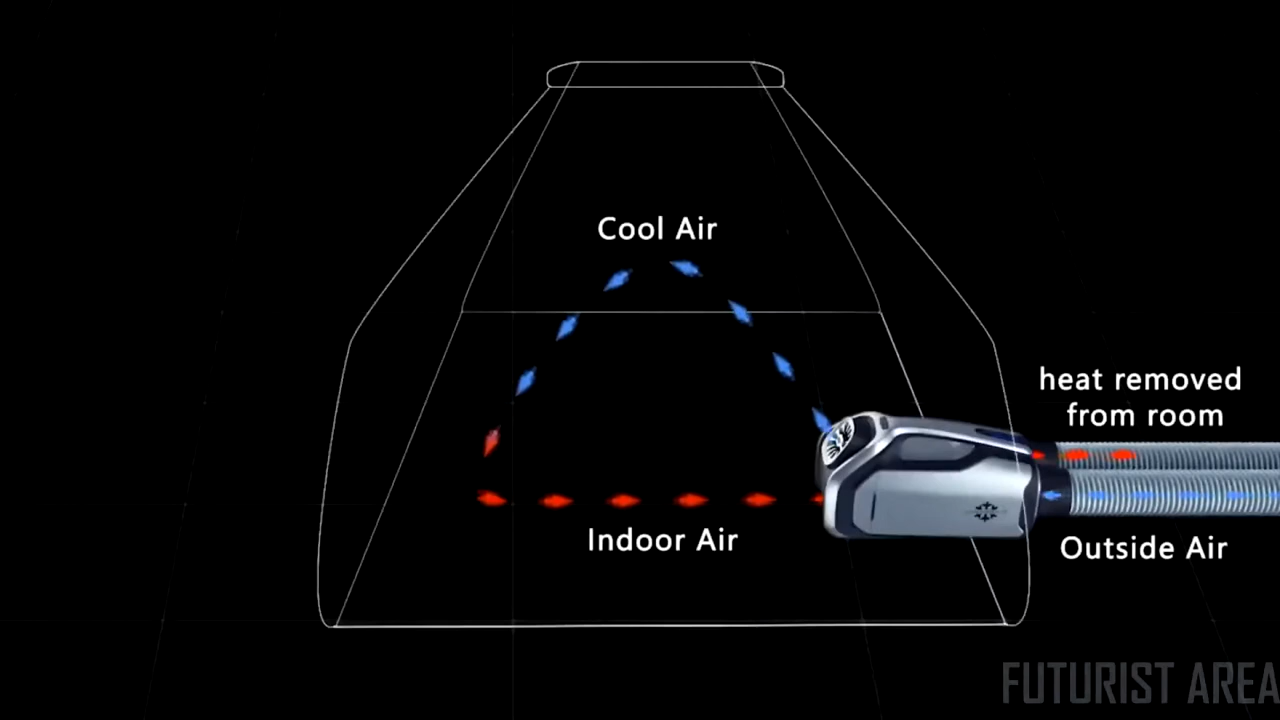 Cool Air
heat removed
from room
Indoor Air
Outside Air
FUTURIST AREA